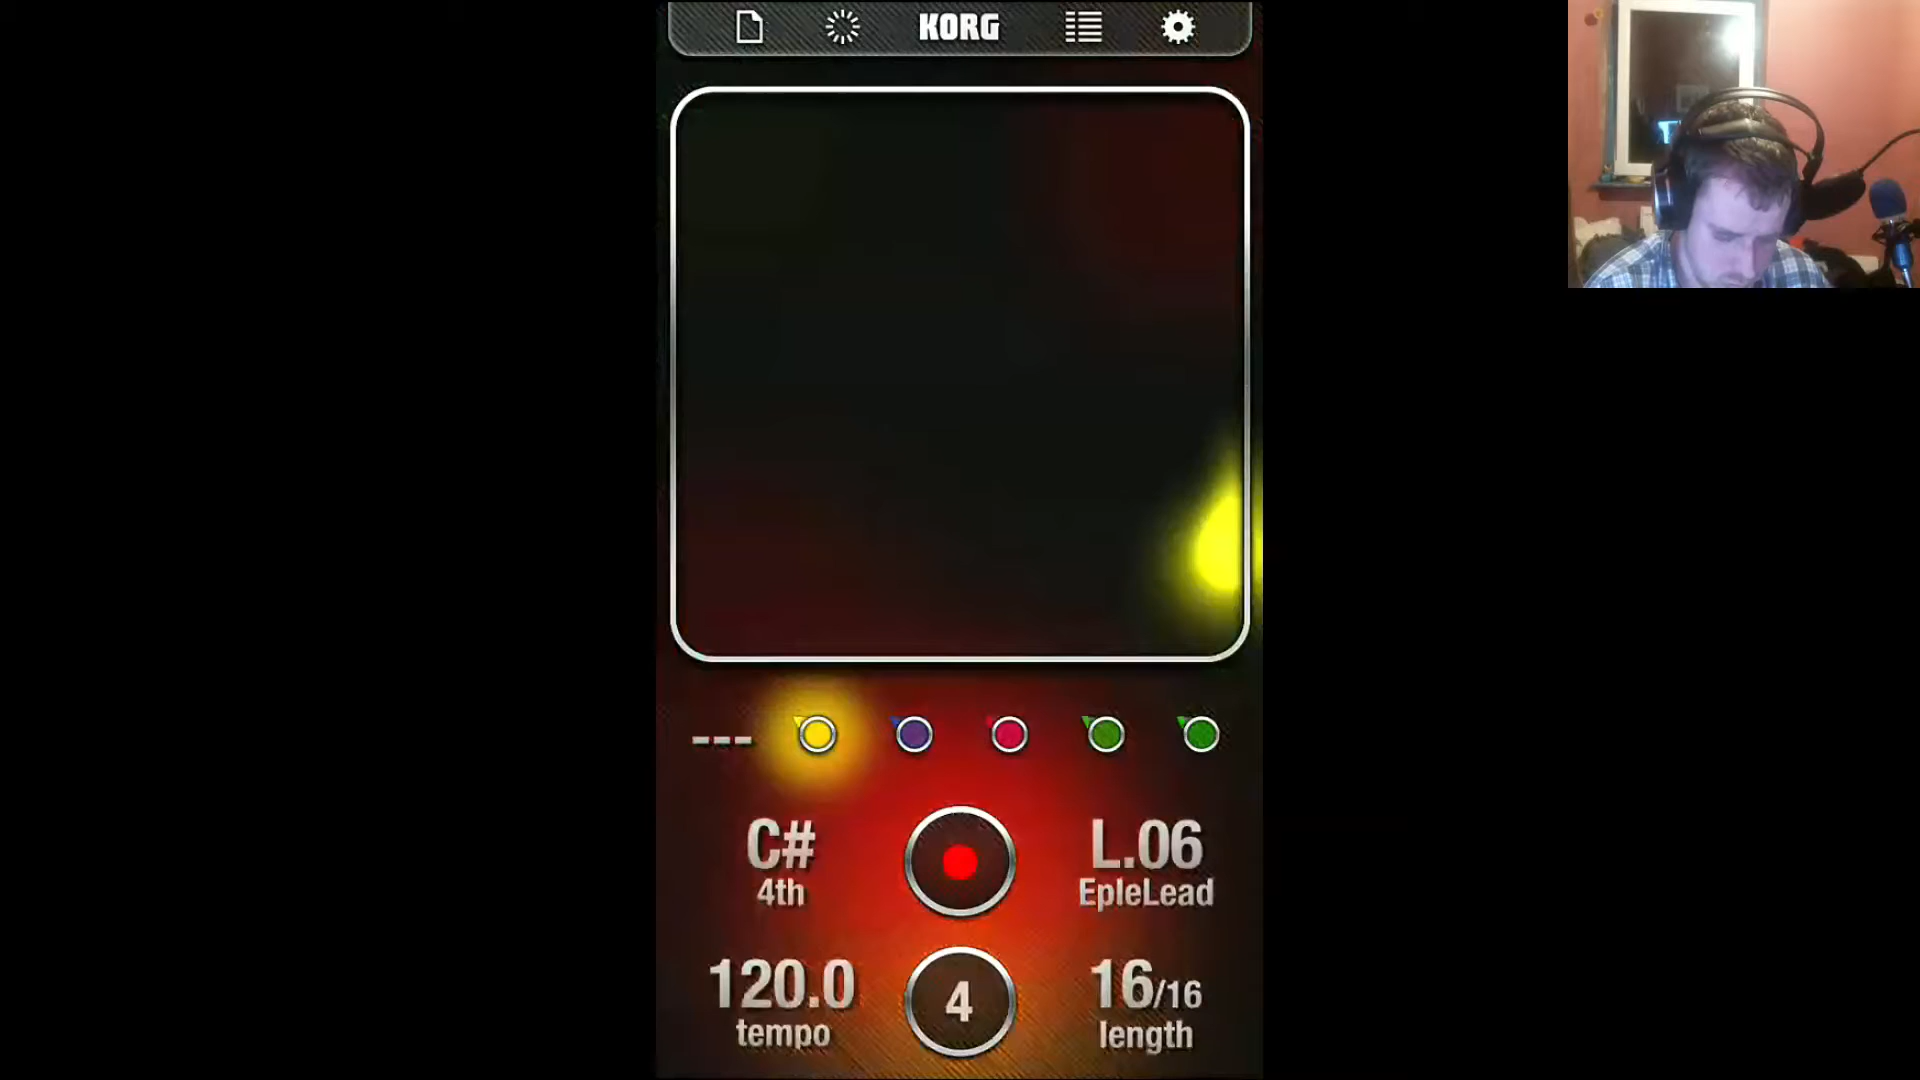 KORG
---
C#
4th
L.06
EpleLead
120.0
tempo
4
16/16
length